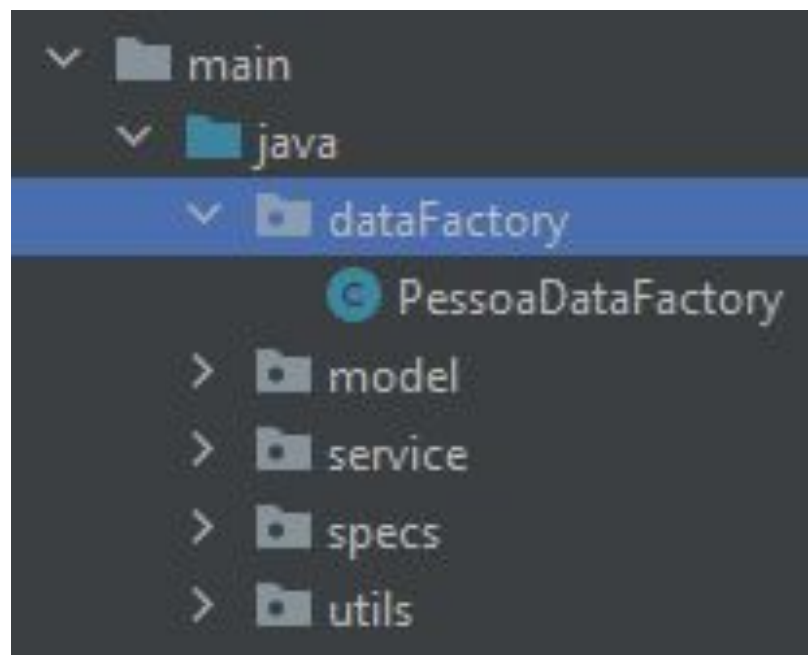 main
java
dataFactory
C PessoaDataFactory
model
service
specs
utils